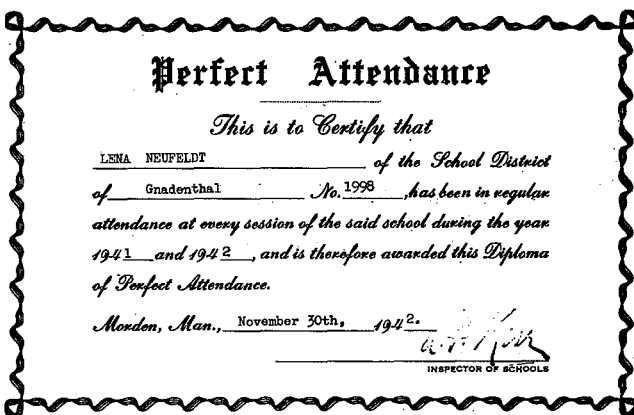 Perfect Attendance
This is to Certify that
LENA NEUFELDT of the School District
of Gnadenthal No. 1998 , has been in regular
attendance at every session of the said school during the year
1941 and 1942 , and is therefore awarded this Diploma
of Perfect Attendance.
Morden, Man., November 30th, 1942.
INSPECTOR OF SCHOOLS